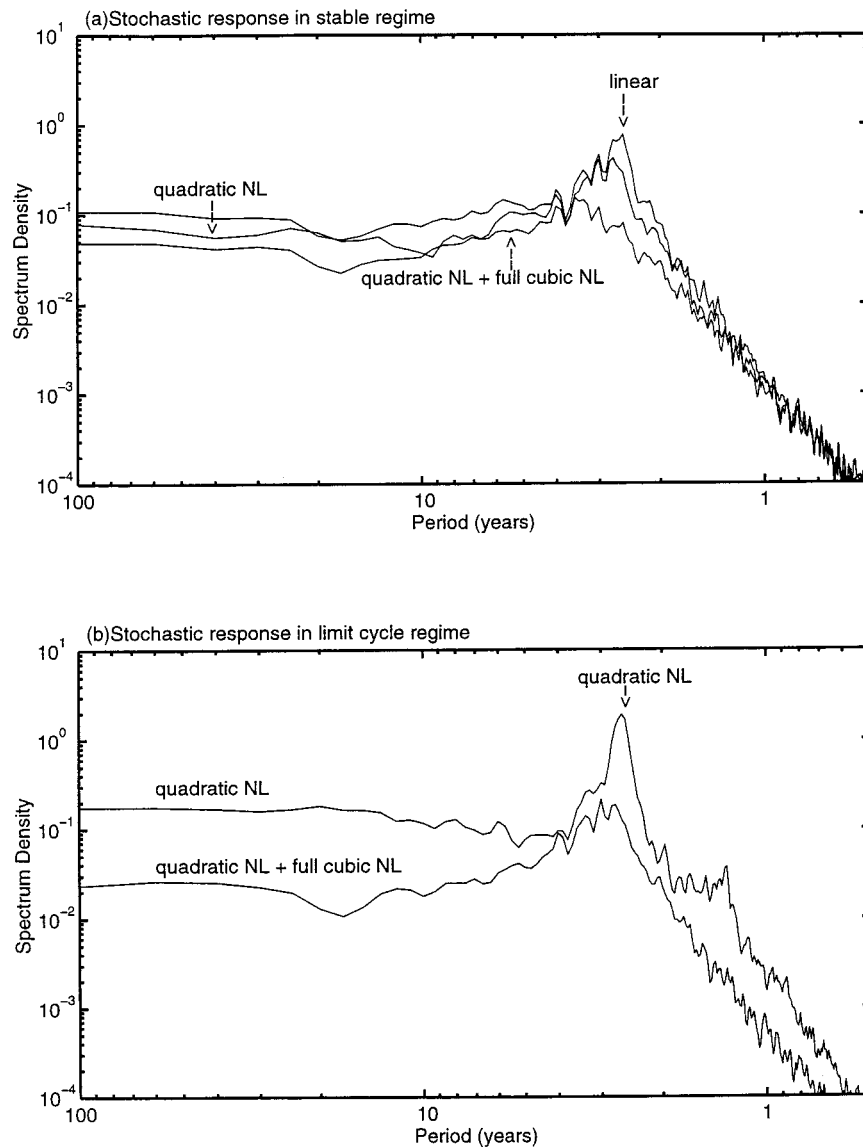 (a)Stochastic response in stable regime
10^1
linear
10^0
quadratic NL
10^-1
Spectrum Density
quadratic NL + full cubic NL
10^-2
10^-3
10^-4
100
10
1
Period (years)
(b)Stochastic response in limit cycle regime
10^1
quadratic NL
10^0
quadratic NL
10^-1
Spectrum Density
quadratic NL + full cubic NL
10^-2
10^-3
10^-4
100
10
1
Period (years)